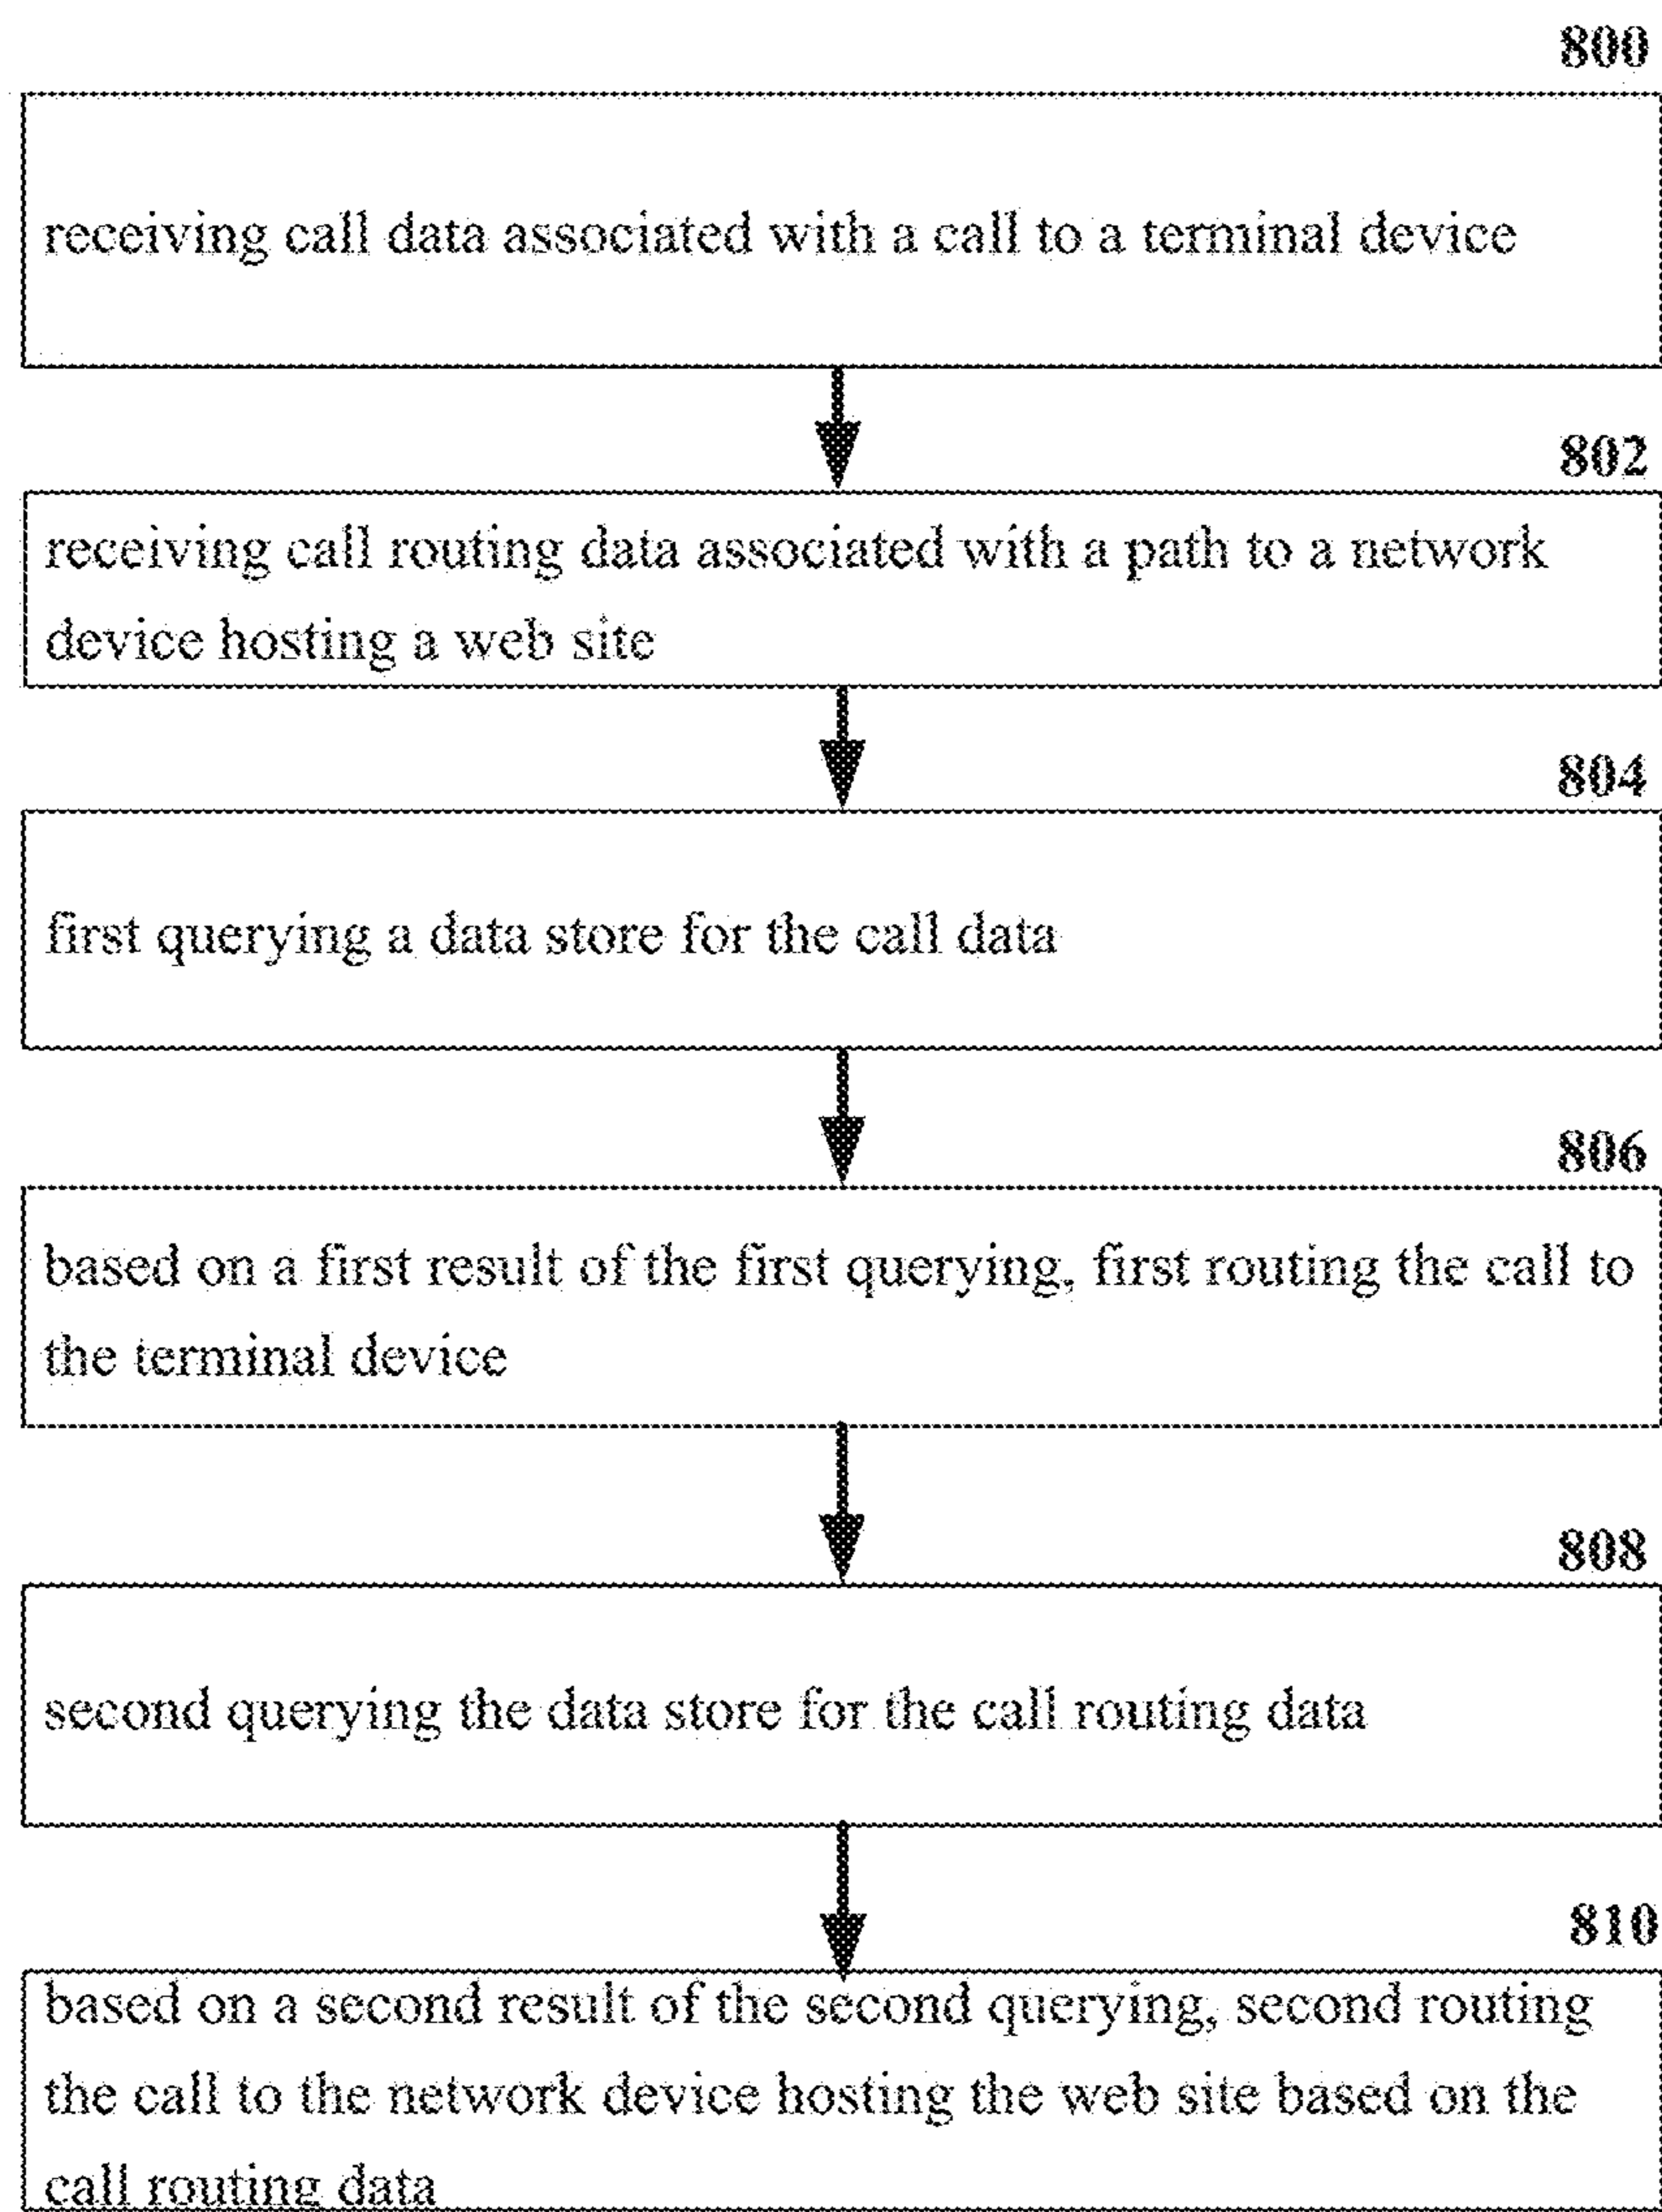 800
receiving call data associated with a call to a terminal device
802
receiving call routing data associated with a path to a network
device hosting a web site
804
first querying a data store for the call data
806
based on a first result of the first querying, first routing the call to
the terminal device
808
second querying the data store for the call routing data
810
based on a second result of the second querying, second routing
the call to the network device hosting the web site based on the
call routing data